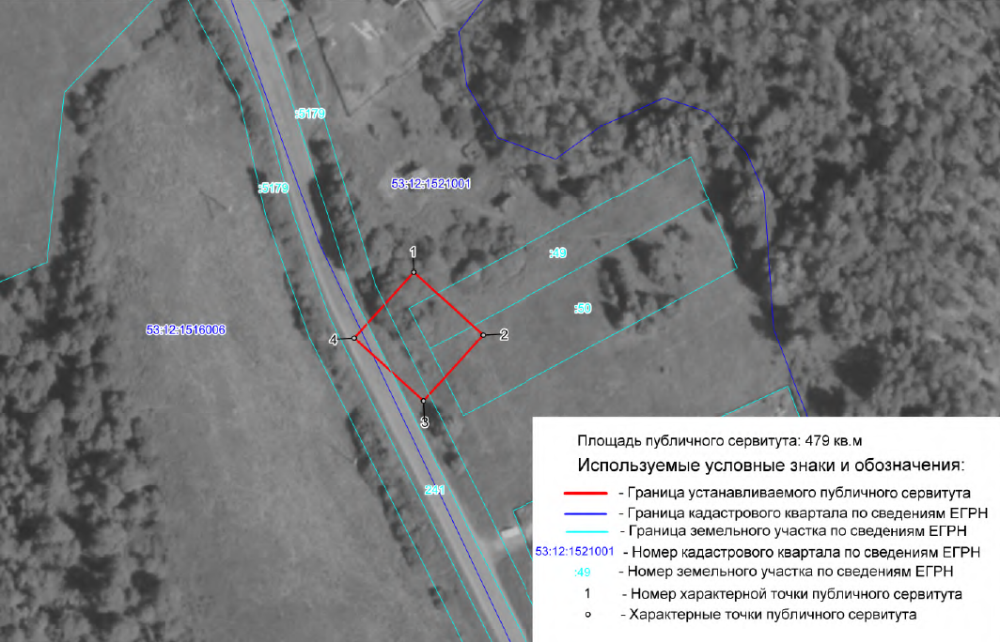 :5179
:5179
53:12:1521001
1
:49
:50
2
53:12:1516006
4
3
241
Площадь публичного сервитута: 479 кв.м
Используемые условные знаки и обозначения:
- Граница устанавливаемого публичного сервитута
- Граница кадастрового квартала по сведениям ЕГРН
- Граница земельного участка по сведениям ЕГРН
53:12:1521001 - Номер кадастрового квартала по сведениям ЕГРН
:49 - Номер земельного участка по сведениям ЕГРН
1 - Номер характерной точки публичного сервитута
- Характерные точки публичного сервитута